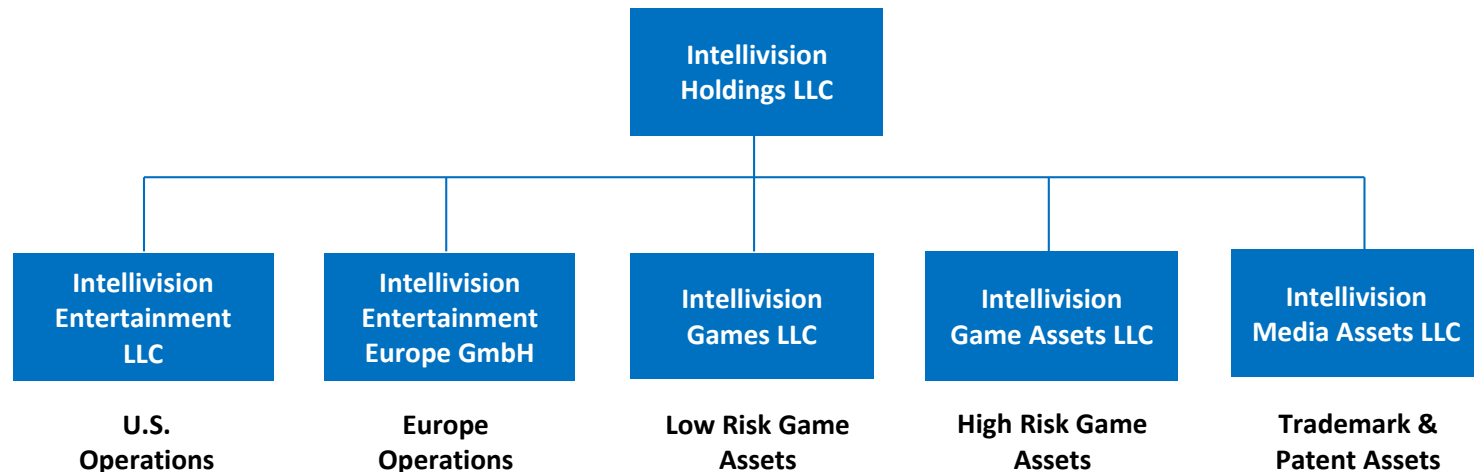 Intellivision
Holdings LLC
Intellivision
Entertainment
LLC
Intellivision
Entertainment
Europe GmbH
Intellivision
Games LLC
Intellivision
Game Assets LLC
Intellivision
Media Assets LLC
U.S.
Operations
Europe
Operations
Low Risk Game
Assets
High Risk Game
Assets
Trademark &
Patent Assets